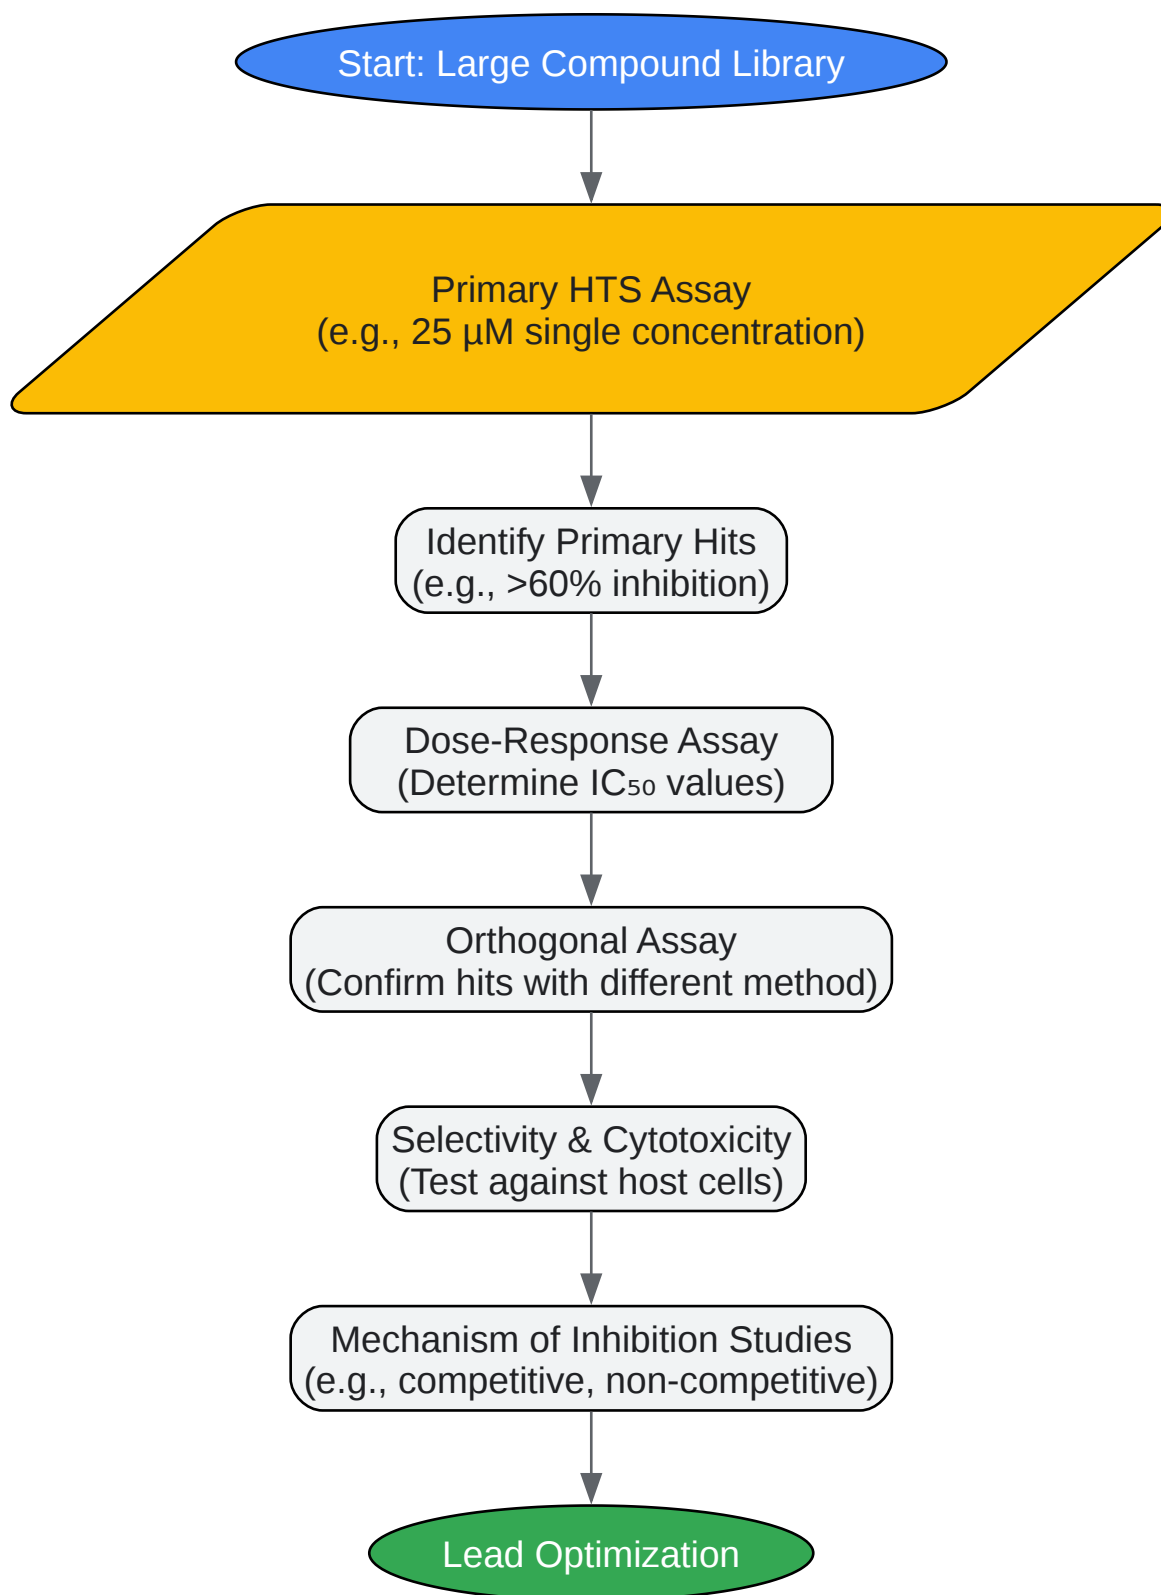 Start: Large Compound Library
Primary HTS Assay
(e.g., 25 µM single concentration)
Identify Primary Hits
(e.g., >60% inhibition)
Dose-Response Assay
(Determine IC₅₀ values)
Orthogonal Assay
(Confirm hits with different method)
Selectivity & Cytotoxicity
(Test against host cells)
Mechanism of Inhibition Studies
(e.g., competitive, non-competitive)
Lead Optimization